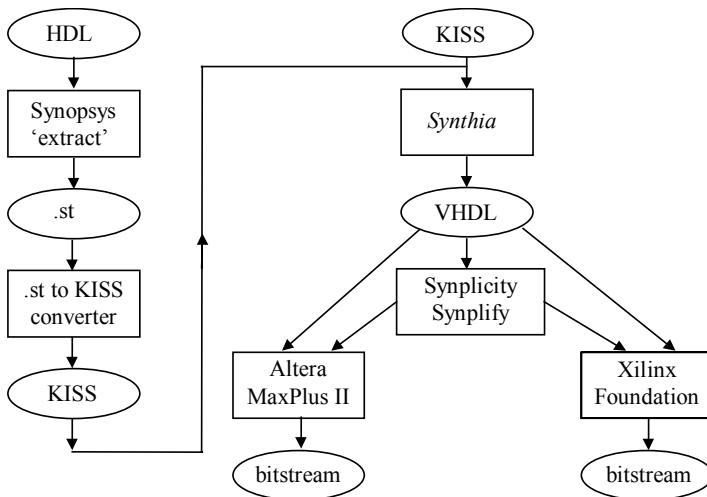 HDL
Synopsys
‘extract’
.st
.st to KISS
converter
KISS
KISS
Synthia
VHDL
Synplicity
Synplify
Altera
MaxPlus II
Xilinx
Foundation
bitstream
bitstream